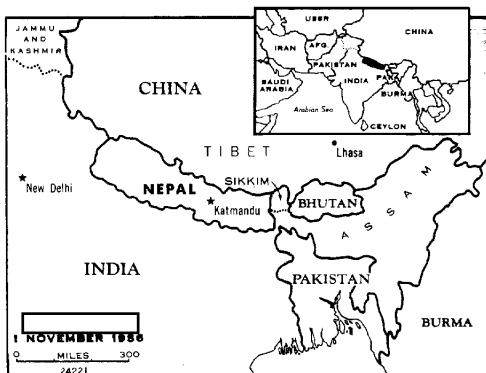 JAMMU
AND
KASHMIR
USSR
CHINA
IRAN
AFG.
PAKISTAN
PAK.
INDIA
SAUDI
ARABIA
BURMA
Arabian Sea
CEYLON
CHINA
TIBET
Lhasa
New Delhi
NEPAL
Katmandu
SIKKIM
BHUTAN
ASSAM
INDIA
PAKISTAN
BURMA
1 NOVEMBER 1956
0 MILES 300
24221